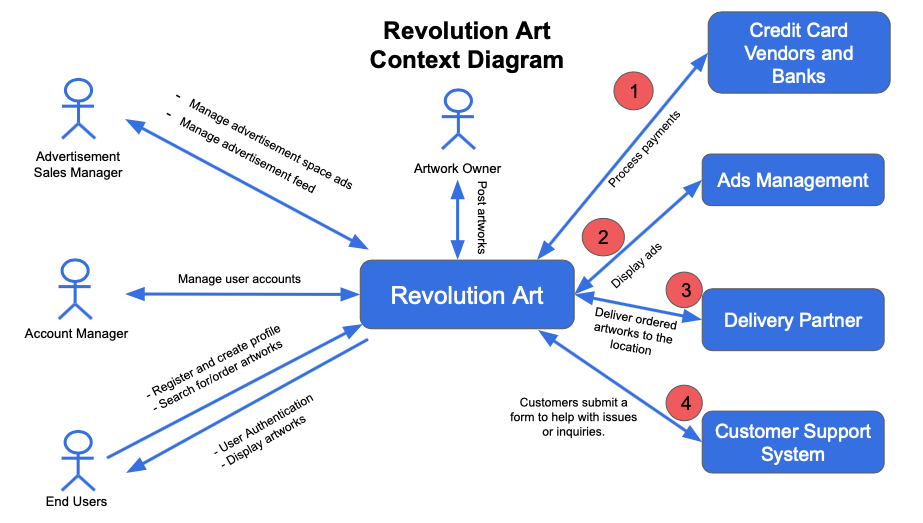 Revolution Art
Context Diagram
Credit Card
Vendors and
Banks
1
Process payments
Advertisement
Sales Manager
- Manage advertisement space ads
- Manage advertisement feed
Artwork Owner
Post artworks
Ads Management
2
Display ads
Account Manager
Manage user accounts
Revolution Art
3
Delivery Partner
Deliver ordered
artworks to the
location
- Register and create profile
- Search for/order artworks
- User Authentication
- Display artworks
End Users
4
Customers submit a
form to help with issues
or inquiries.
Customer Support
System